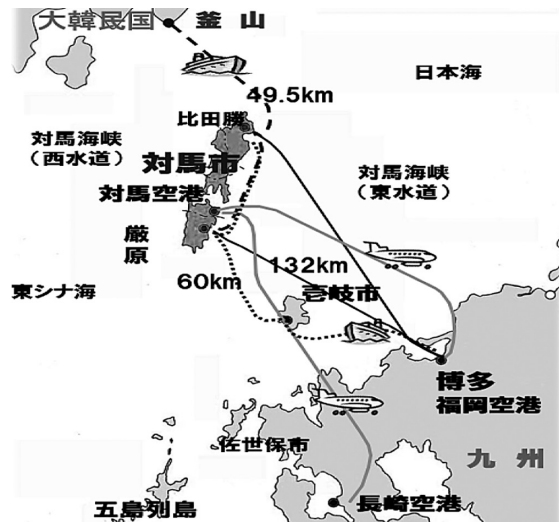 大韓民国
釜山
日本海
49.5km
比田勝
対馬海峡
(西水道)
対馬市
対馬海峡
(東水道)
対馬空港
厳原
132km
60km
東シナ海
壱岐市
博多
福岡空港
佐世保市
九州
五島列島
長崎空港